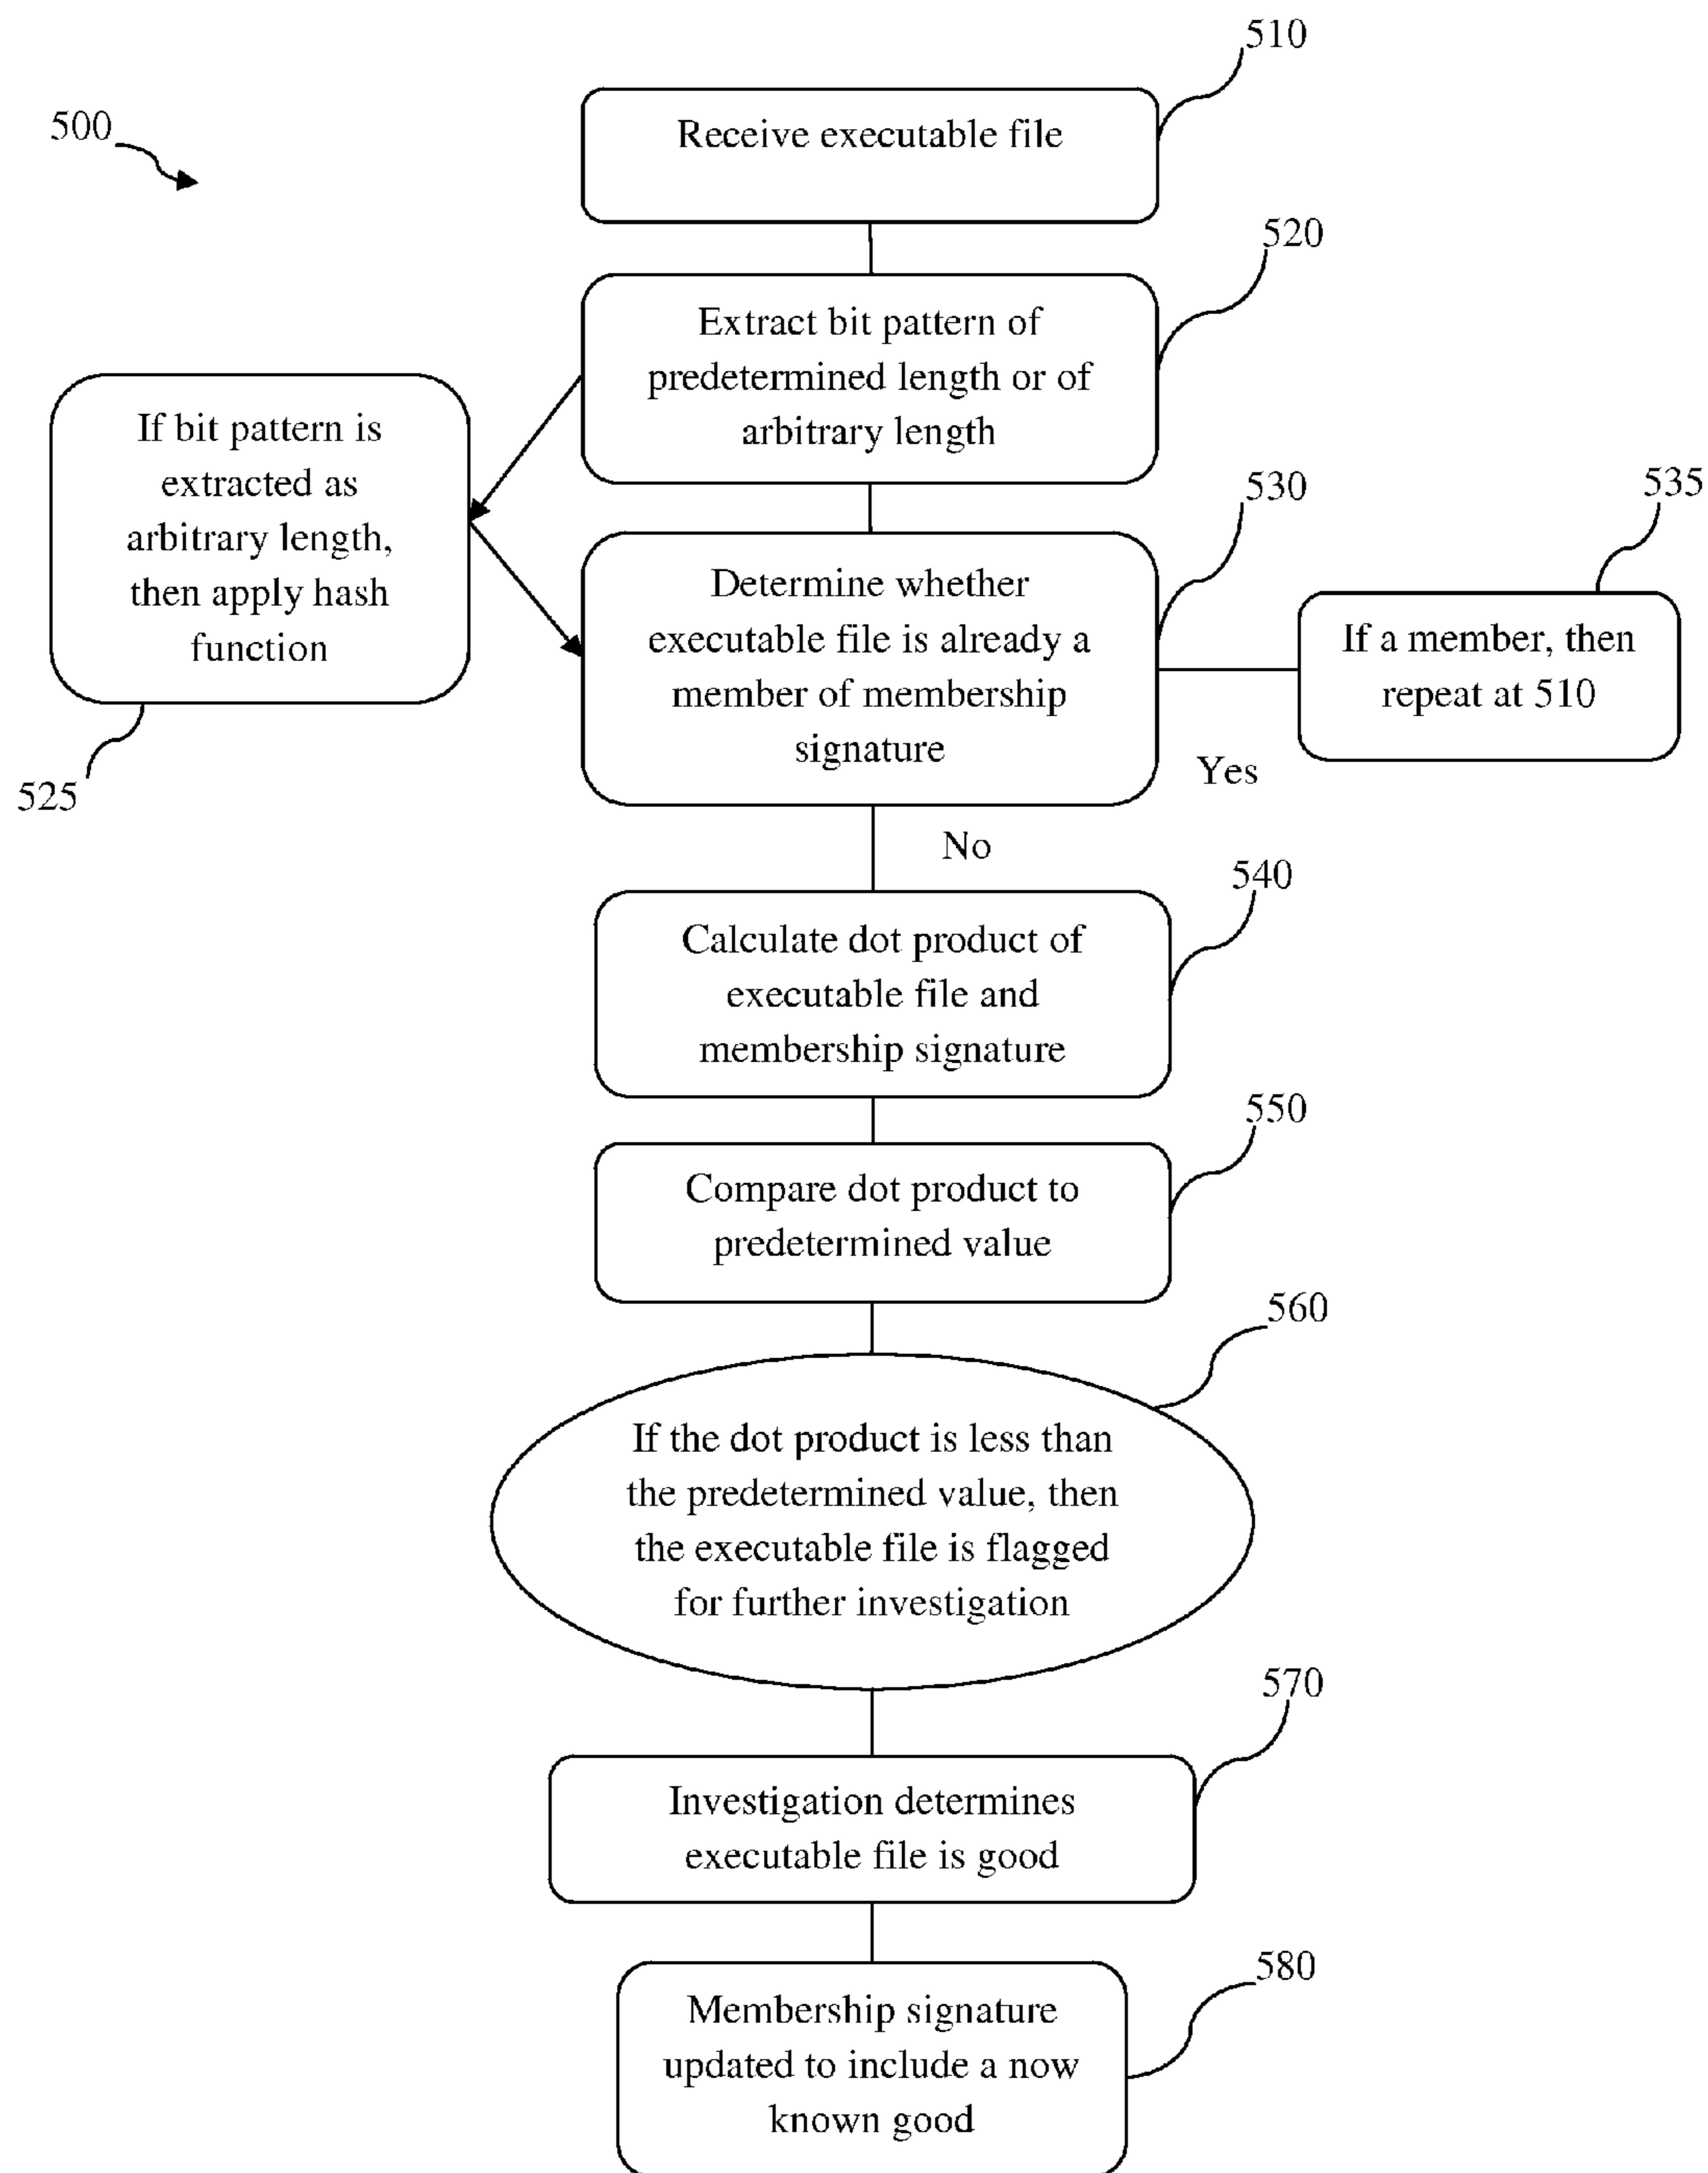 510
500
Receive executable file
520
Extract bit pattern of
predetermined length or of
arbitrary length
If bit pattern is
extracted as
arbitrary length,
then apply hash
function
525
530
535
Determine whether
executable file is already a
member of membership
signature
If a member, then
repeat at 510
Yes
No
540
Calculate dot product of
executable file and
membership signature
550
Compare dot product to
predetermined value
560
If the dot product is less than
the predetermined value, then
the executable file is flagged
for further investigation
570
Investigation determines
executable file is good
580
Membership signature
updated to include a now
known good